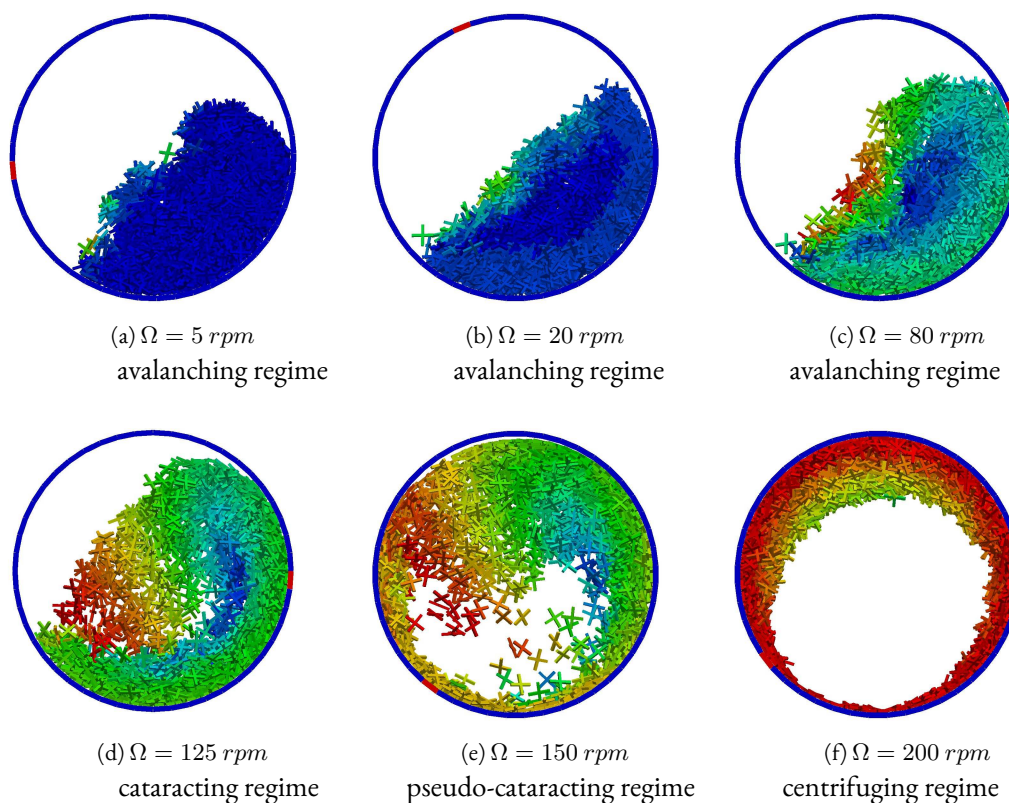 (a) Ω = 5 rpm
avalanching regime
(b) Ω = 20 rpm
avalanching regime
(c) Ω = 80 rpm
avalanching regime
(d) Ω = 125 rpm
cataracting regime
(e) Ω = 150 rpm
pseudo-cataracting regime
(f) Ω = 200 rpm
centrifuging regime